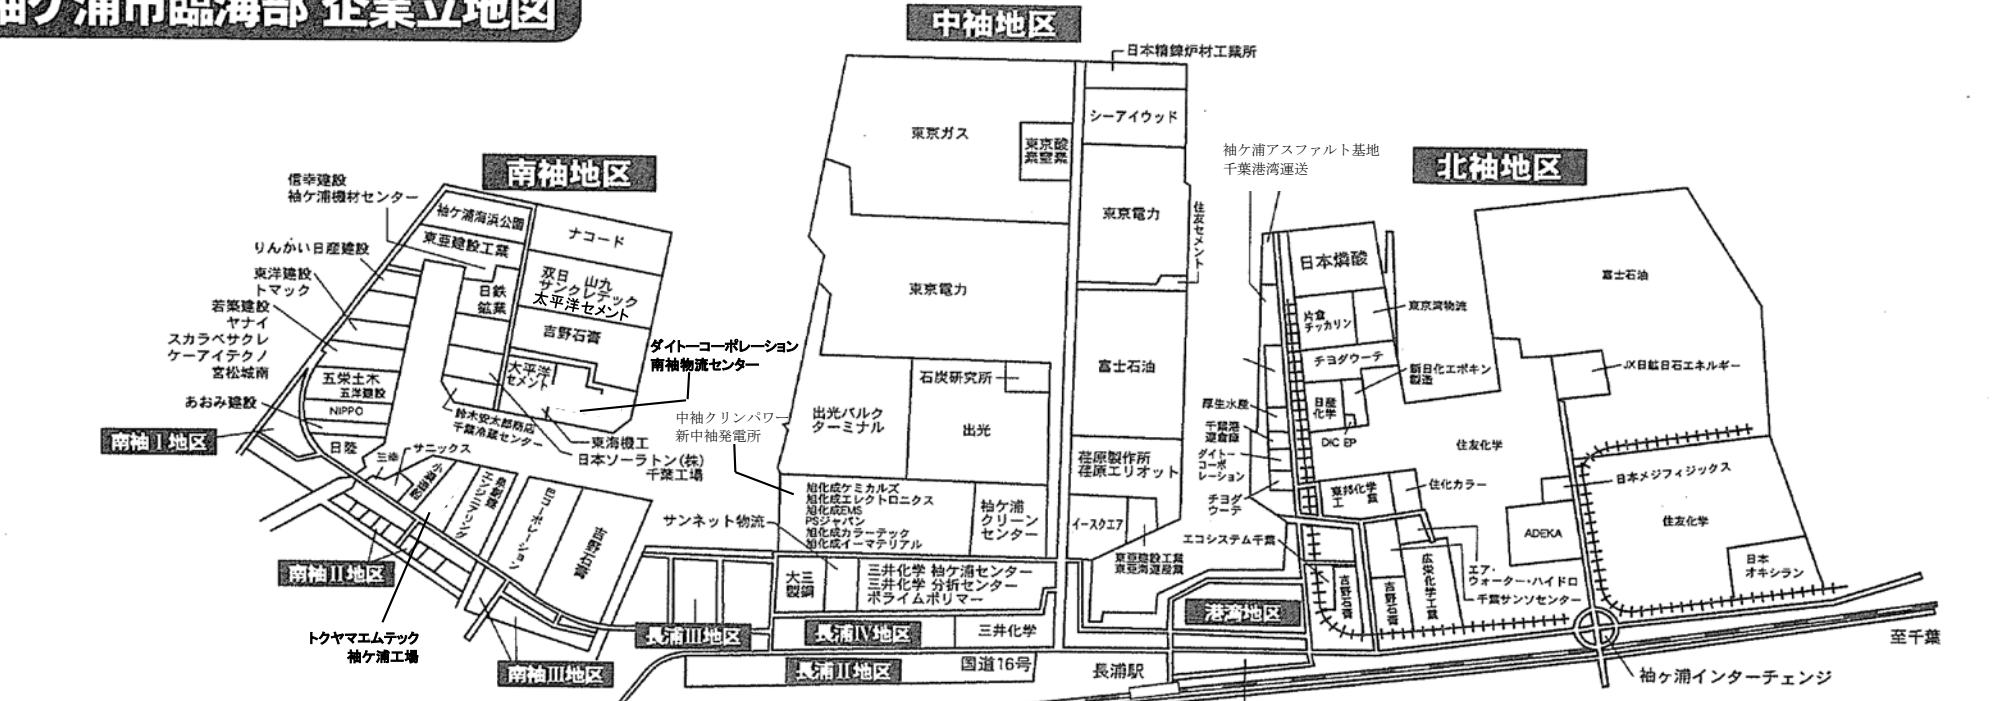 袖ケ浦市臨海部 企業立地図
中袖地区
日本精錬炉材工業所
シーアイウッド
東京ガス
東京酸
素窒素
東京電力
住友セメント
東京電力
石炭研究所
富士石油
出光バルク
ターミナル
出光
荏原製作所
荏原エリオット
中袖クリンパワー
新中袖発電所
旭化成ケミカルズ
旭化成エレクトロニクス
旭化成EMS
PSジャパン
旭化成カラーテック
旭化成イーマテリアル
袖ケ浦
クリーン
センター
イースクエア
東亜建設工業
東亜海運産業
サンネット物流
大三
製鋼
三井化学 袖ケ浦センター
三井化学 分析センター
ポライムポリマー
三井化学
長浦Ⅲ地区
長浦Ⅳ地区
長浦Ⅱ地区
国道16号
長浦駅
南袖地区
信幸建設
袖ケ浦機材センター
袖ケ浦海浜公園
東亜建設工業
ナコード
りんかい日産建設
東洋建設
トマック
若築建設
ヤナイ
スカラベサクレ
ケーアイテクノ
宮松城南
日鉄
鉱業
双日 山九
サンクレテック
太平洋セメント
吉野石膏
太平洋
セメント
ダイトーコーポレーション
南袖物流センター
五栄土木
五洋建設
あおみ建設
NIPPO
日陸
鈴木安太郎商店
千葉冷蔵センター
東海機工
日本ソーラトン(株)
千葉工場
南袖Ⅰ地区
三幸
サニックス
エンジニアリング
Eコーポレーション
吉野石膏
南袖Ⅱ地区
トクヤマエムテック
袖ケ浦工場
南袖Ⅲ地区
北袖地区
袖ケ浦アスファルト基地
千葉港湾運送
日本燐酸
富士石油
片倉
チッカリン
東京湾物流
チヨダウーテ
新日化エポキシ
製造
JX日鉱日石エネルギー
日産
化学
DIC EP
厚生水産
千葉港
運倉庫
ダイトー
コーポ
レーション
チヨダ
ウーテ
住友化学
東邦化学
工業
住化カラー
日本メジフィジックス
住友化学
ADEKA
日本
オキシラン
エコシステム千葉
吉野石膏
吉野石膏
広栄化学工業
エア・
ウォーター・ハイドロ
千葉サンソセンター
港湾地区
至千葉
袖ヶ浦インターチェンジ